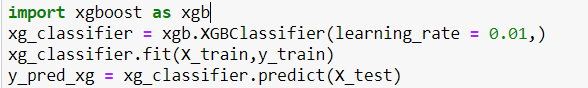 import xgboost as xgb
xg_classifier = xgb.XGBClassifier(learning_rate = 0.01,)
xg_classifier.fit(X_train,y_train)
y_pred_xg = xg_classifier.predict(X_test)